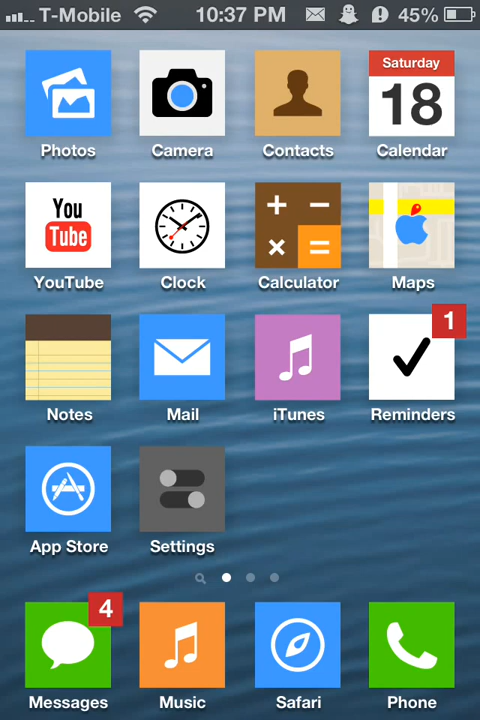 T-Mobile 10:37 PM 45%
Saturday
18
Photos Camera Contacts Calendar
You
Tube
YouTube Clock Calculator Maps
1
Notes Mail iTunes Reminders
App Store Settings
4
Messages Music Safari Phone